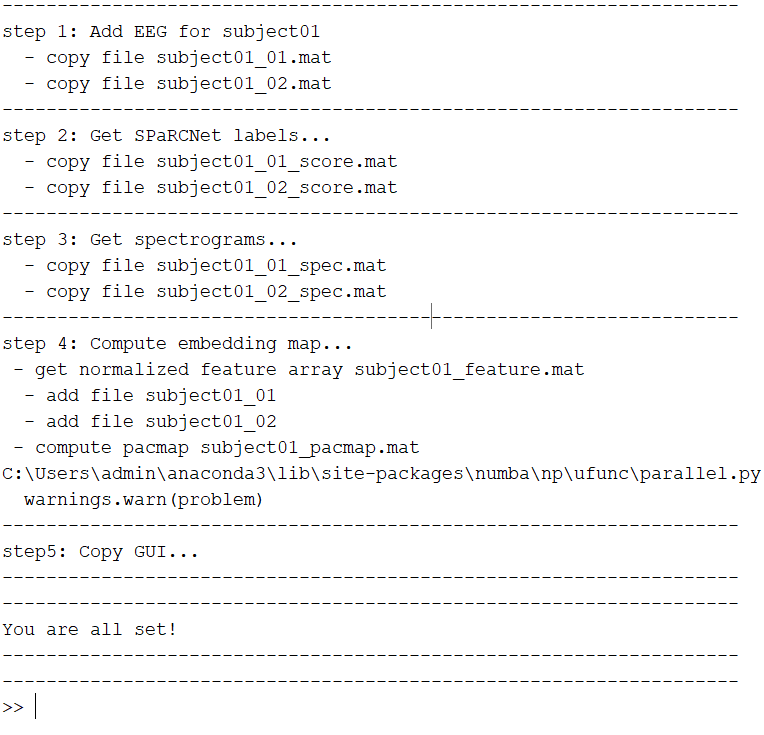 -------------------------------------------------------------------
step 1: Add EEG for subject01
  - copy file subject01_01.mat
  - copy file subject01_02.mat
-------------------------------------------------------------------
step 2: Get SPaRCNet labels...
  - copy file subject01_01_score.mat
  - copy file subject01_02_score.mat
-------------------------------------------------------------------
step 3: Get spectrograms...
  - copy file subject01_01_spec.mat
  - copy file subject01_02_spec.mat
-------------------------------------------------------------------
step 4: Compute embedding map...
 - get normalized feature array subject01_feature.mat
  - add file subject01_01
  - add file subject01_02
 - compute pacmap subject01_pacmap.mat
C:\Users\admin\anaconda3\lib\site-packages\numba\np\ufunc\parallel.py
  warnings.warn(problem)
-------------------------------------------------------------------
step5: Copy GUI...
-------------------------------------------------------------------
-------------------------------------------------------------------
You are all set!
-------------------------------------------------------------------
-------------------------------------------------------------------
>>